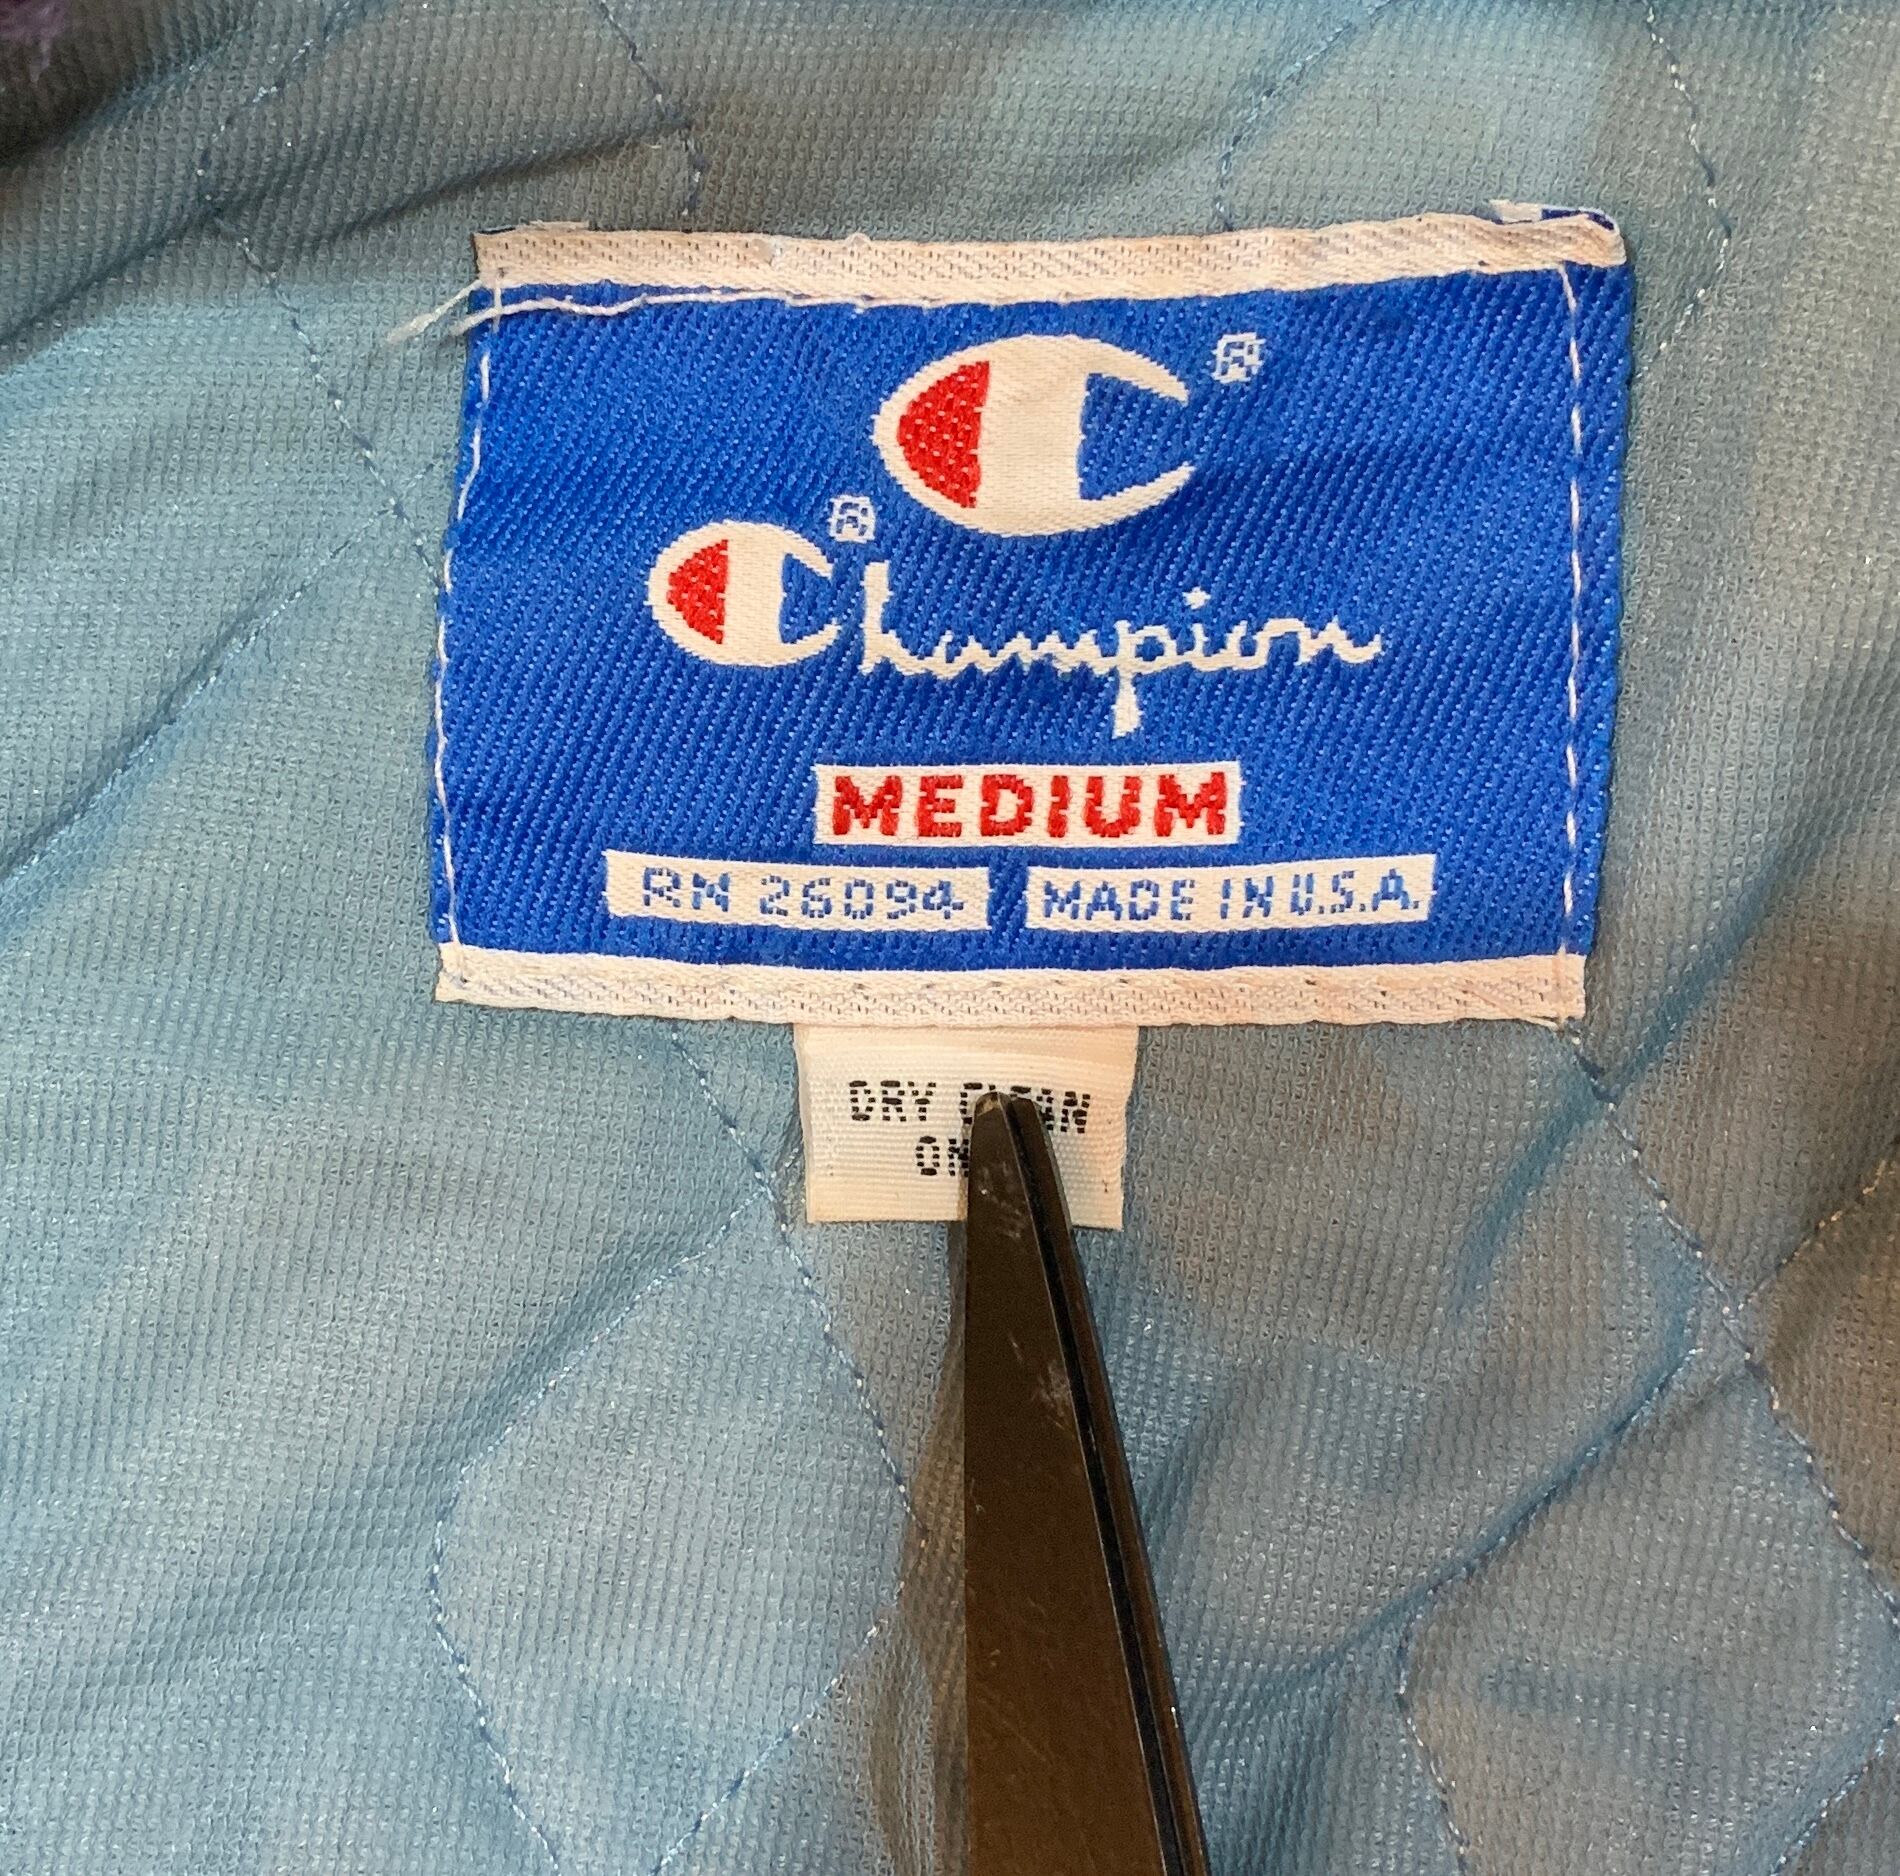 ®
Champion®
MEDIUM
RN 26094 MADE IN U.S.A.
DRY